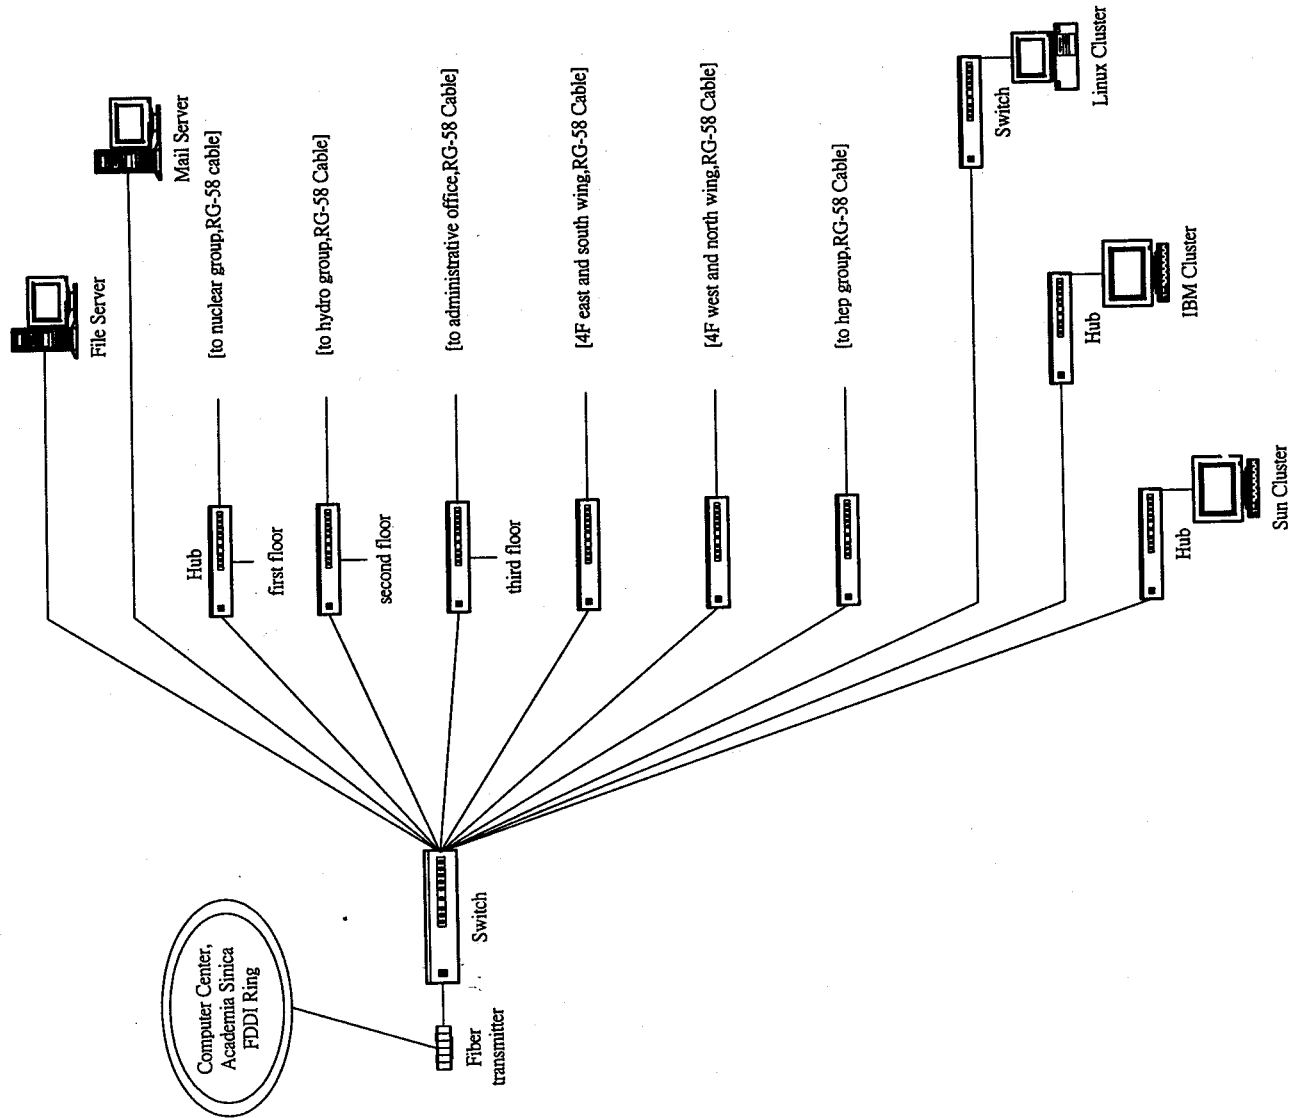 File Server
Mail Server
[to nuclear group,RG-58 cable]
Hub
first floor
[to hydro group,RG-58 Cable]
second floor
[to administrative office,RG-58 Cable]
third floor
[4F east and south wing,RG-58 Cable]
[4F west and north wing,RG-58 Cable]
[to hep group,RG-58 Cable]
Switch
Linux Cluster
Hub
IBM Cluster
Hub
Sun Cluster
Computer Center,
Academia Sinica
FDDI Ring
Switch
Fiber
transmitter